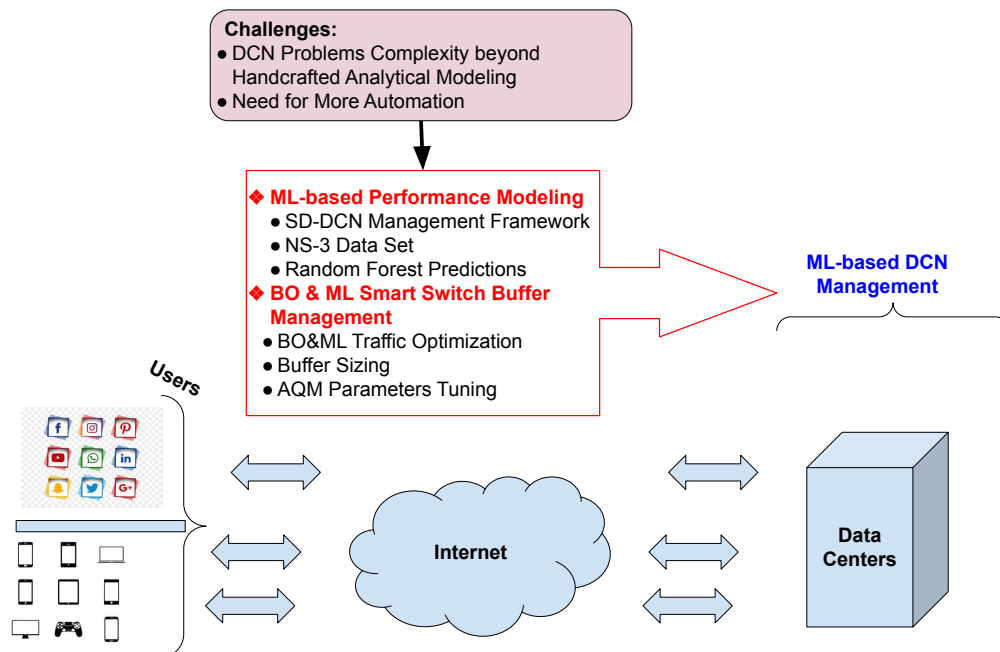 Challenges:
● DCN Problems Complexity beyond
Handcrafted Analytical Modeling
● Need for More Automation
❖ ML-based Performance Modeling
● SD-DCN Management Framework
● NS-3 Data Set
● Random Forest Predictions
❖ BO & ML Smart Switch Buffer
Management
● BO&ML Traffic Optimization
● Buffer Sizing
● AQM Parameters Tuning
ML-based DCN
Management
Users
Internet
Data
Centers